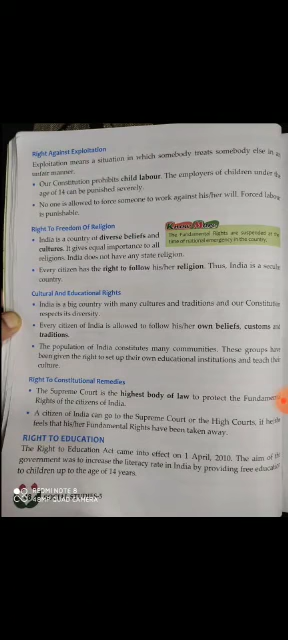 Right Against Exploitation
Exploitation means a situation in which somebody treats somebody else in an
unfair manner.
• Our Constitution prohibits child labour. The employers of children under the
age of 14 can be punished severely.
• No one is allowed to force someone to work against his/her will. Forced labour
is punishable.
Right To Freedom Of Religion
• India is a country of diverse beliefs and
cultures. It gives equal importance to all
religions. India does not have any state religion.
Know More
The Fundamental Rights are suspended at the
time of national emergency in the country.
• Every citizen has the right to follow his/her religion. Thus, India is a secular
country.
Cultural And Educational Rights
• India is a big country with many cultures and traditions and our Constitution
respects its diversity.
• Every citizen of India is allowed to follow his/her own beliefs, customs and
traditions.
• The population of India constitutes many communities. These groups have
been given the right to set up their own educational institutions and teach their
culture.
Right To Constitutional Remedies
• The Supreme Court is the highest body of law to protect the Fundamental
Rights of the citizens of India.
• A citizen of India can go to the Supreme Court or the High Courts, if he/she
feels that his/her Fundamental Rights have been taken away.
RIGHT TO EDUCATION
The Right to Education Act came into effect on 1 April, 2010. The aim of the
government was to increase the literacy rate in India by providing free education
to children up to the age of 14 years.
REDMI NOTE 8
48MP QUAD CAMERA